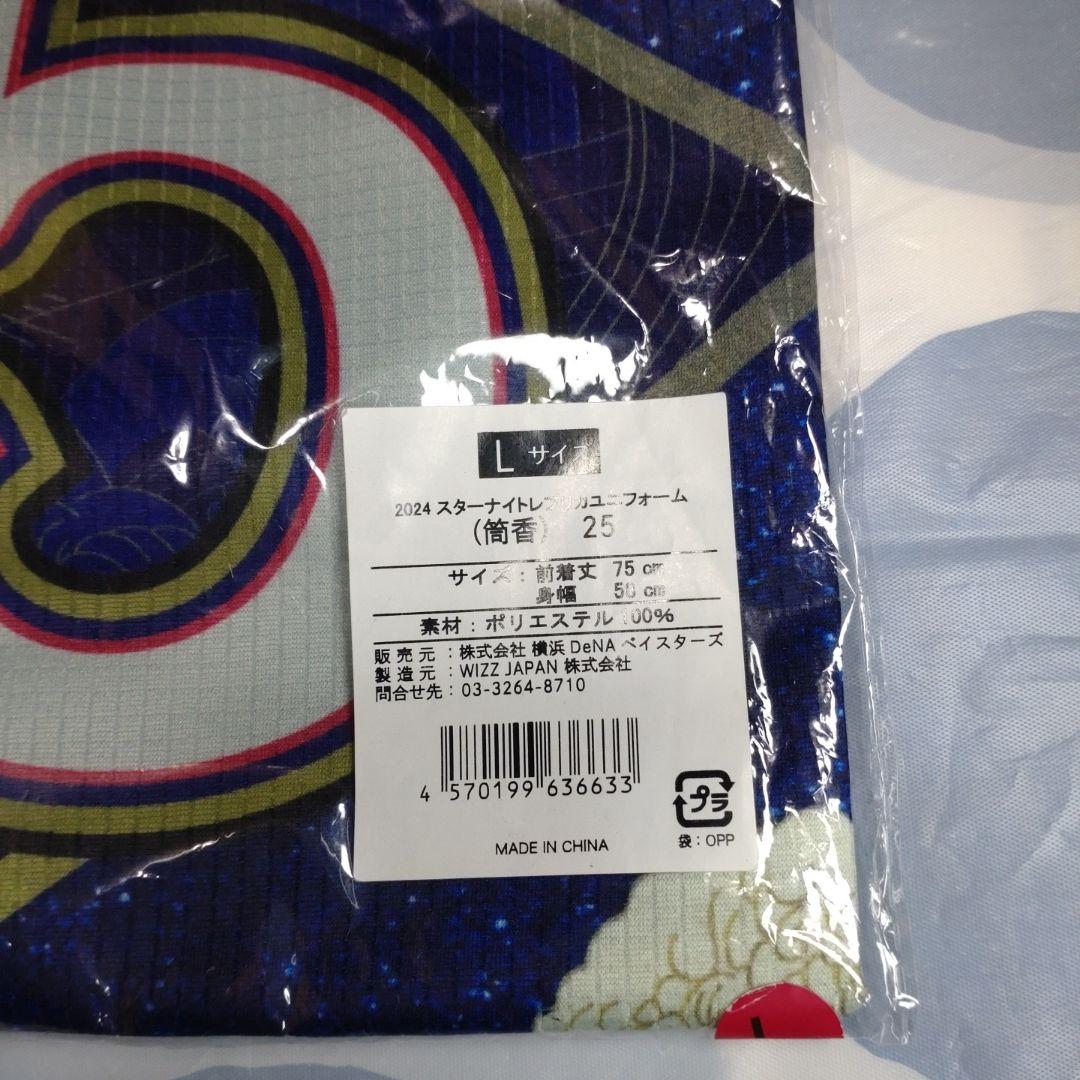 5
L サイズ
2024 スターナイトレプリカユニフォーム
(筒香) 25
サイズ：前着丈 75 cm
身幅 58 cm
素材：ポリエステル 100%
販売元：株式会社 横浜 DeNA ベイスターズ
製造元：WIZZ JAPAN 株式会社
問合せ先：03-3264-8710
4 570199 636633
プラ
袋：OPP
MADE IN CHINA
L